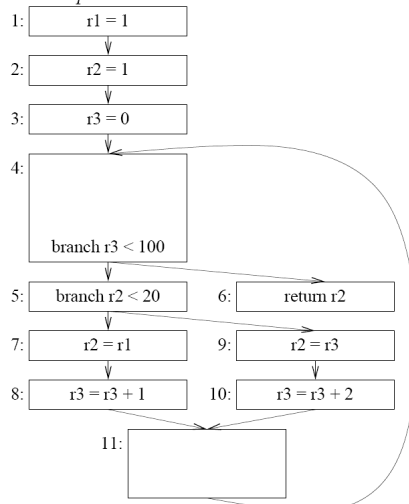 1: r1 = 1
2: r2 = 1
3: r3 = 0
4:
branch r3 < 100
5: branch r2 < 20 6: return r2
7: r2 = r1 9: r2 = r3
8: r3 = r3 + 1 10: r3 = r3 + 2
11: